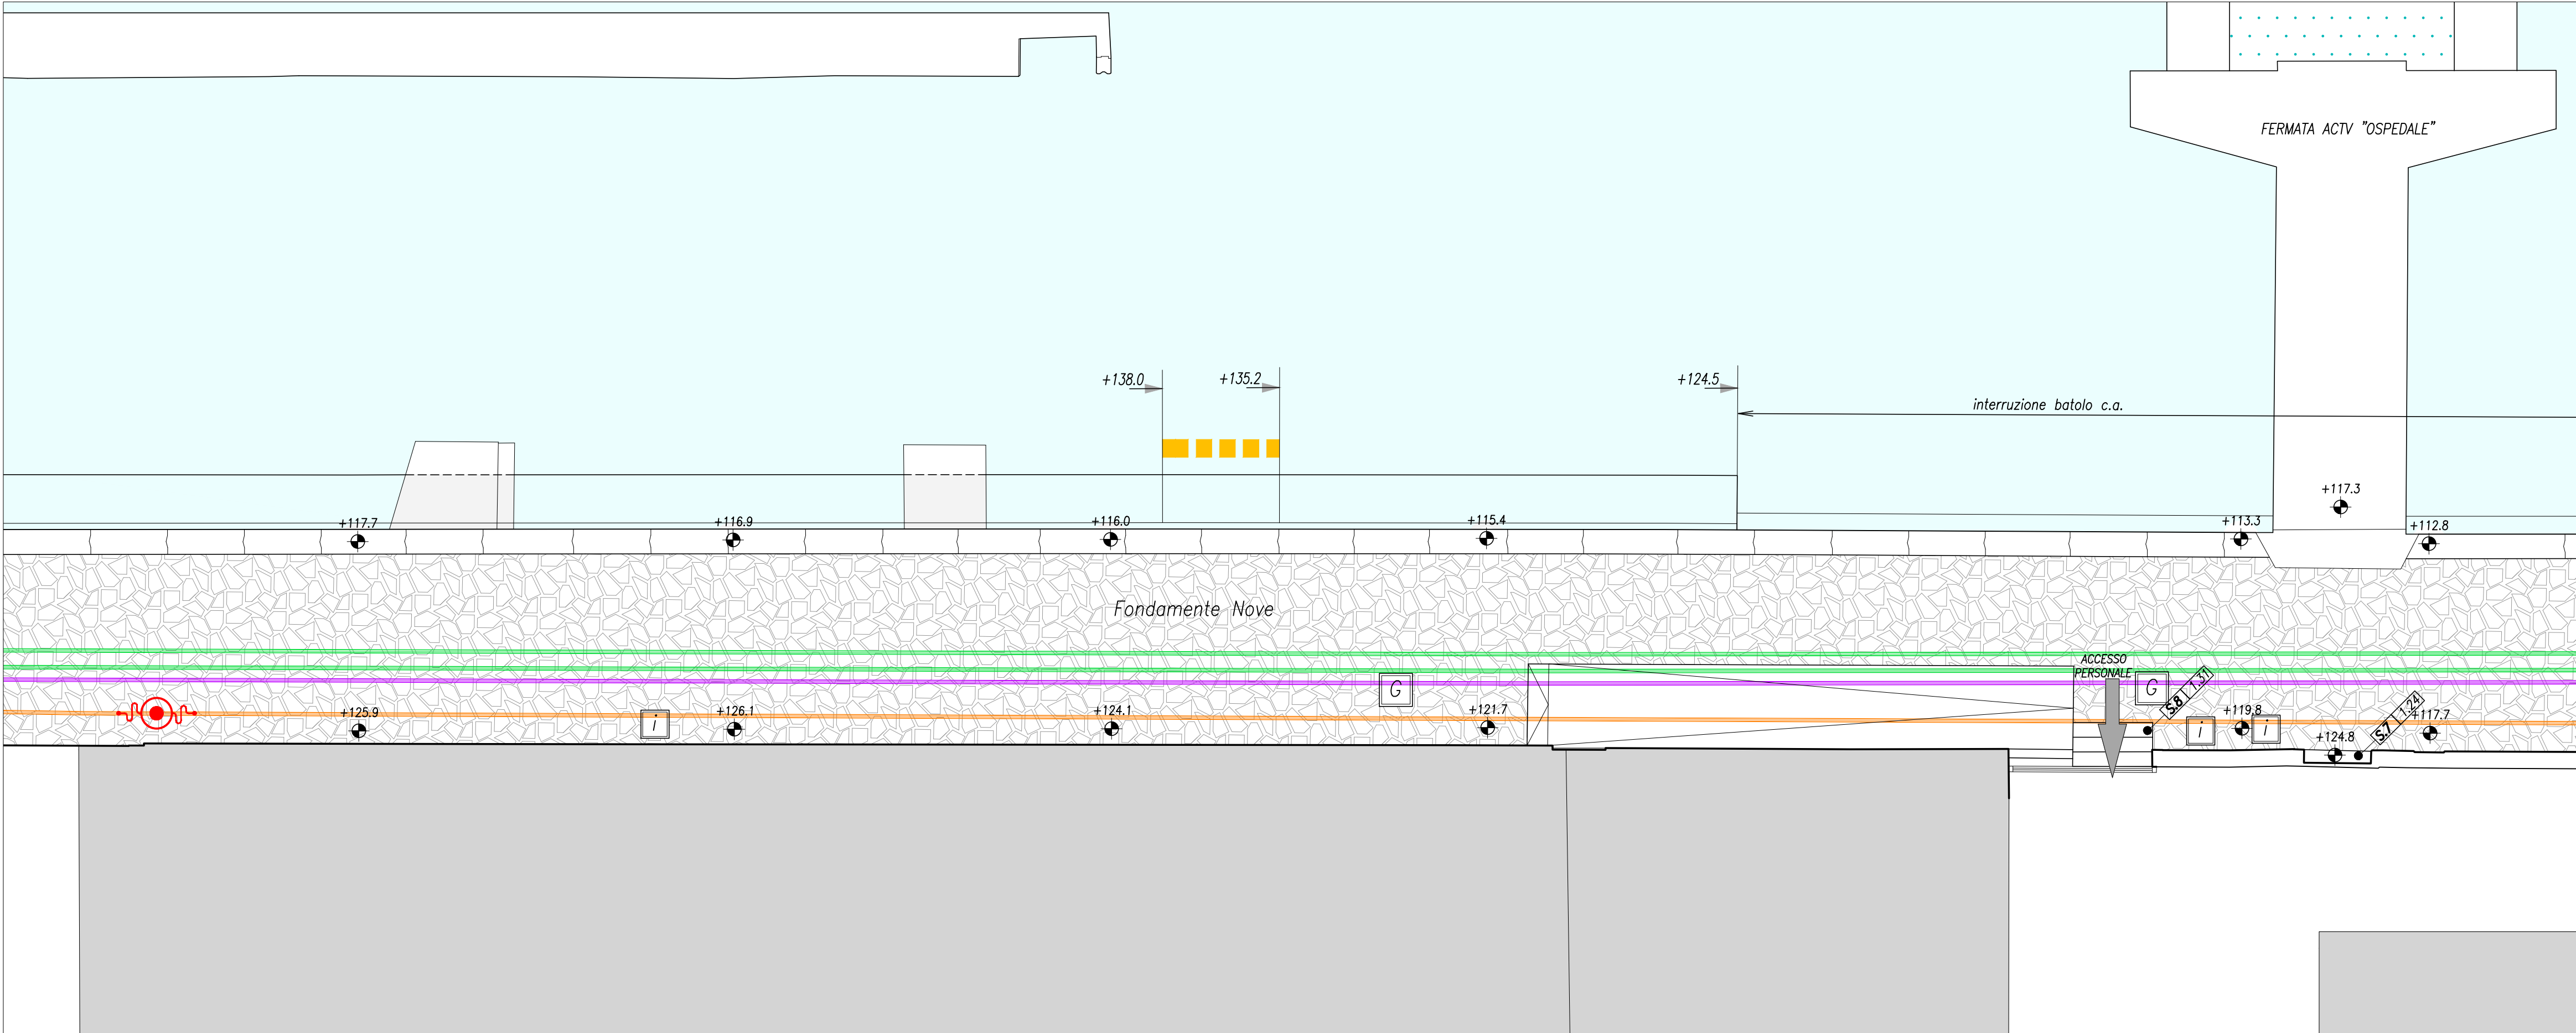 FERMATA ACTV "OSPEDALE"
+138.0
+135.2
+124.5
interruzione batolo c.a.
+117.3
+117.7
+116.9
+116.0
+115.4
+113.3
+112.8
Fondamente Nove
ACCESSO
PERSONALE
G
G
S.8 1.31
S.7 1.24
+125.9
i
+126.1
+124.1
+121.7
i
+119.8
i
+124.8
+117.7